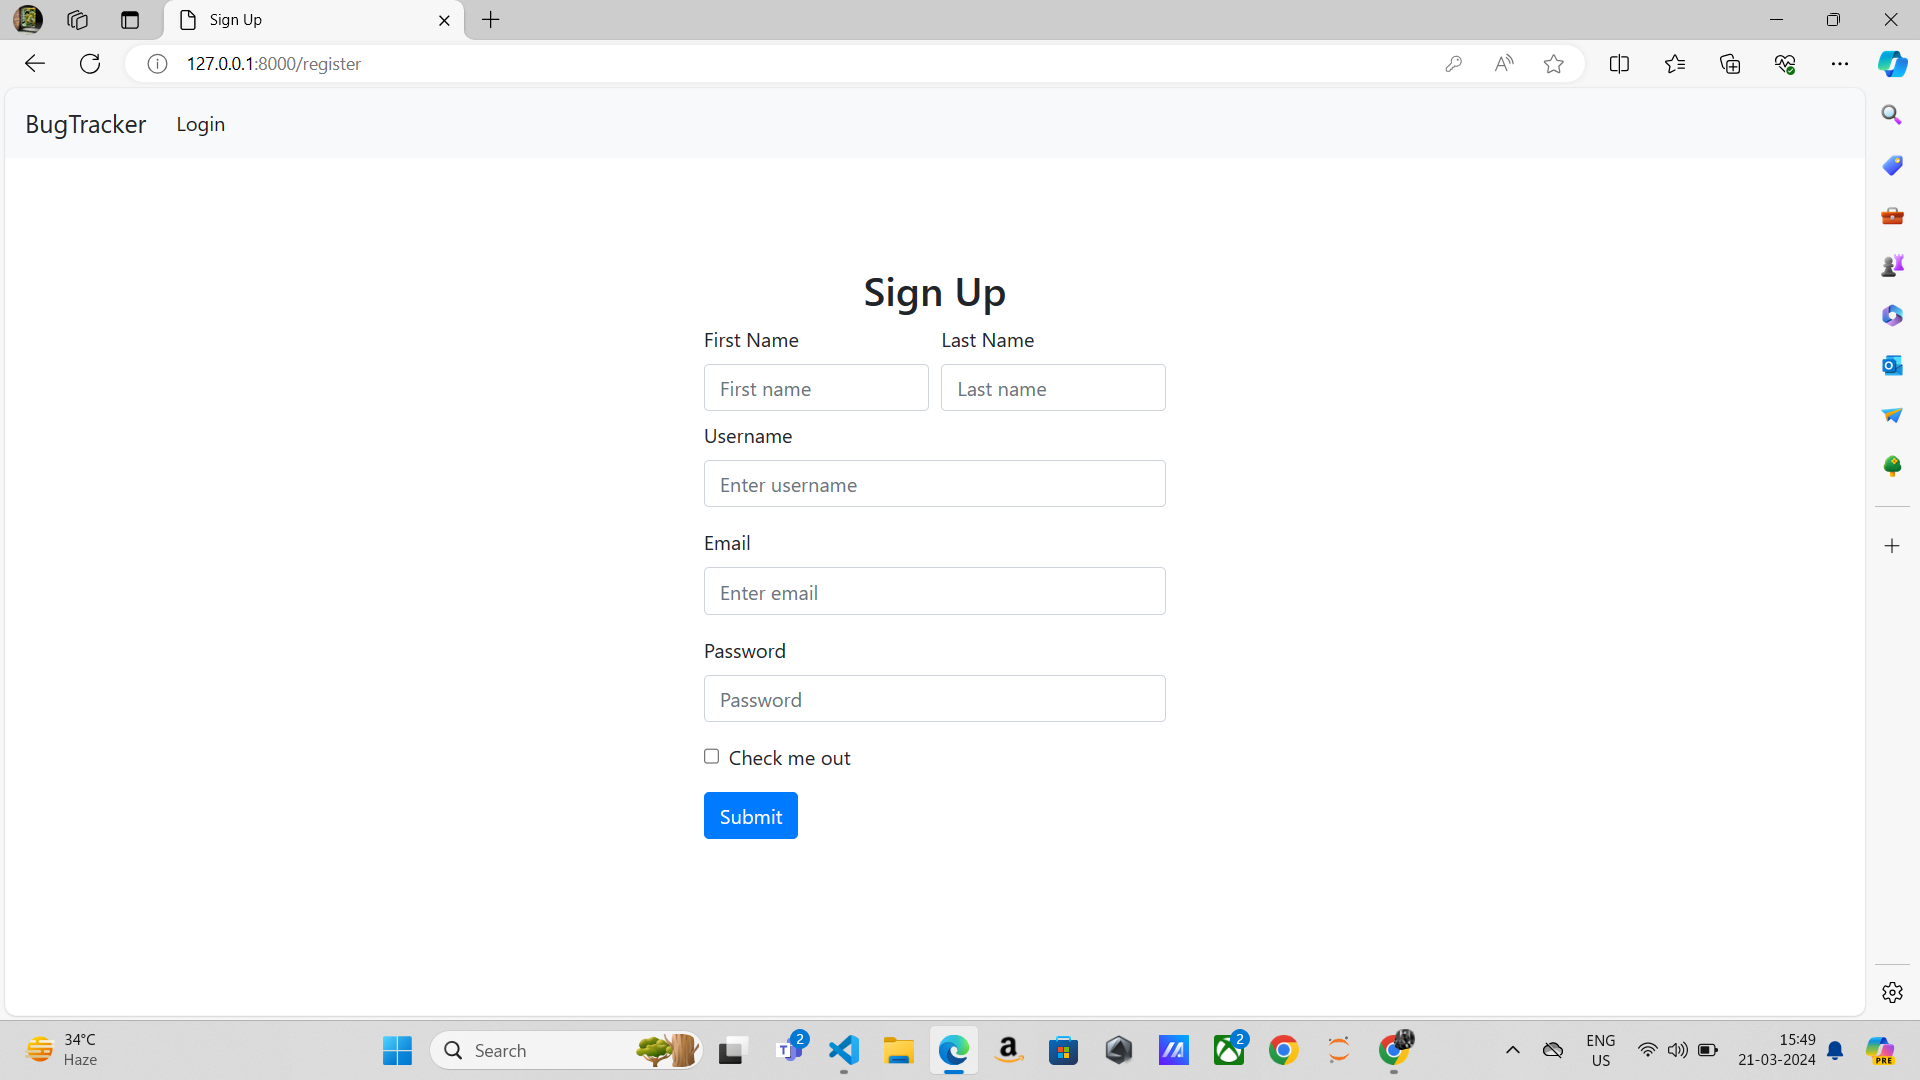 Sign Up
127.0.0.1:8000/register
BugTracker Login
Sign Up
First Name Last Name
First name Last name
Username
Enter username
Email
Enter email
Password
Password
Check me out
Submit
34°C
Haze
Search
2
2
ENG
US
15:49
21-03-2024
PRE